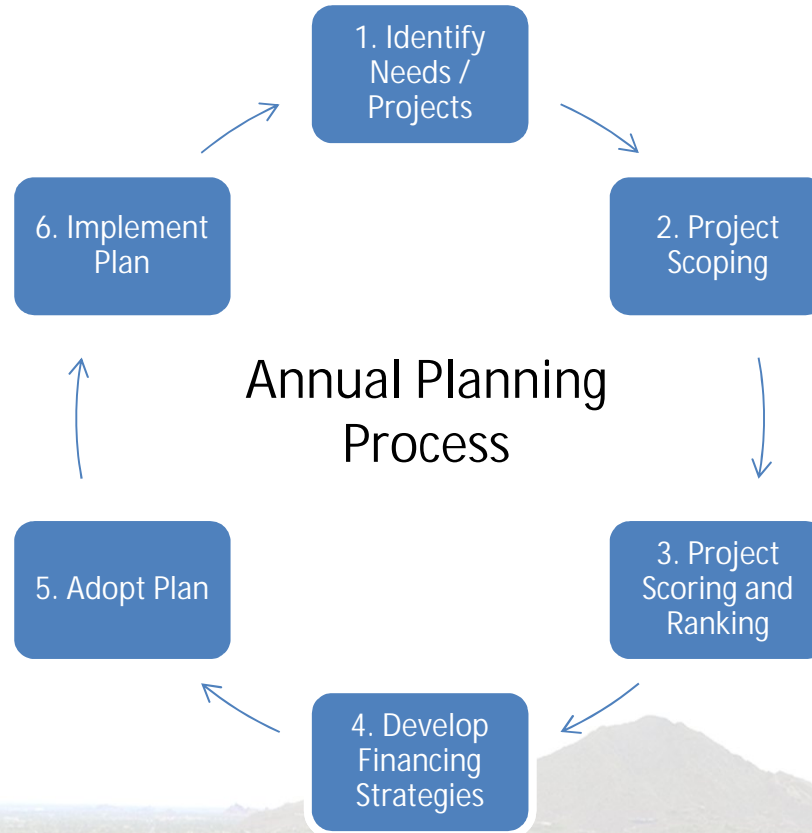 1. Identify
Needs /
Projects
2. Project
Scoping
3. Project
Scoring and
Ranking
4. Develop
Financing
Strategies
5. Adopt Plan
6. Implement
Plan
Annual Planning
Process